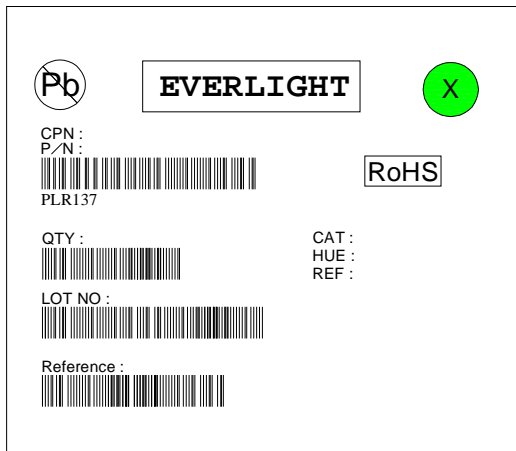 Pb
EVERLIGHT
X
CPN :
P/N :
PLR137
RoHS
QTY :
CAT :
HUE :
REF :
LOT NO :
Reference :